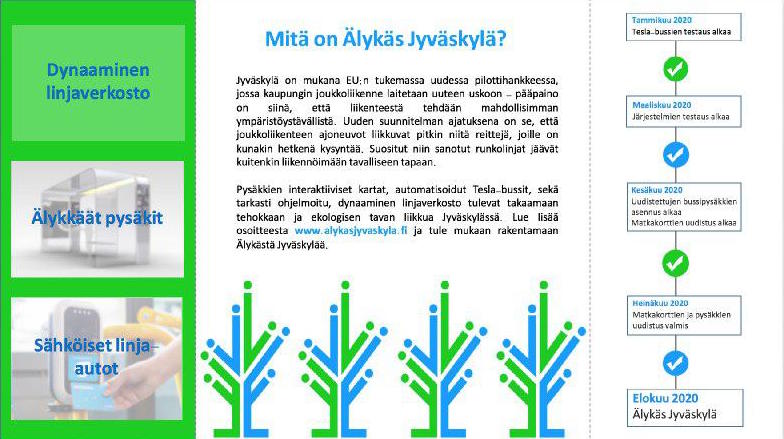 Dynaaminen
linjaverkosto
Älykkäät pysäkit
Sähköiset linja-
autot
Mitä on Älykäs Jyväskylä?
Jyväskylä on mukana EU:n tukemassa uudessa pilottihankkeessa,
jossa kaupungin joukkoliikenne laitetaan uuteen uskoon – pääpaino
on siinä, että liikenteestä tehdään mahdollisimman
ympäristöystävällistä. Uuden suunnitelman ajatuksena on se, että
joukkoliikenteen ajoneuvot liikkuvat pitkin niitä reittejä, joille on
kunakin hetkenä kysyntää. Suositut niin sanotut runkolinjat jäävät
kuitenkin liikennöimään tavalliseen tapaan.
Pysäkkien interaktiiviset kartat, automatisoidut Tesla-bussit, sekä
tarkasti ohjelmoitu, dynaaminen linjaverkosto tulevat takaamaan
tehokkaan ja ekologisen tavan liikkua Jyväskylässä. Lue lisää
osoitteesta www.alykasjyvaskyla.fi ja tule mukaan rakentamaan
Älykästä Jyväskylää.
Tammikuu 2020
Tesla-bussien testaus alkaa
Maaliskuu 2020
Järjestelmien testaus alkaa
Kesäkuu 2020
Uudistettujen bussipysäkkien
asennus alkaa
Matkakorttien uudistus alkaa
Heinäkuu 2020
Matkakorttien ja pysäkkien
uudistus valmis
Elokuu 2020
Älykäs Jyväskylä